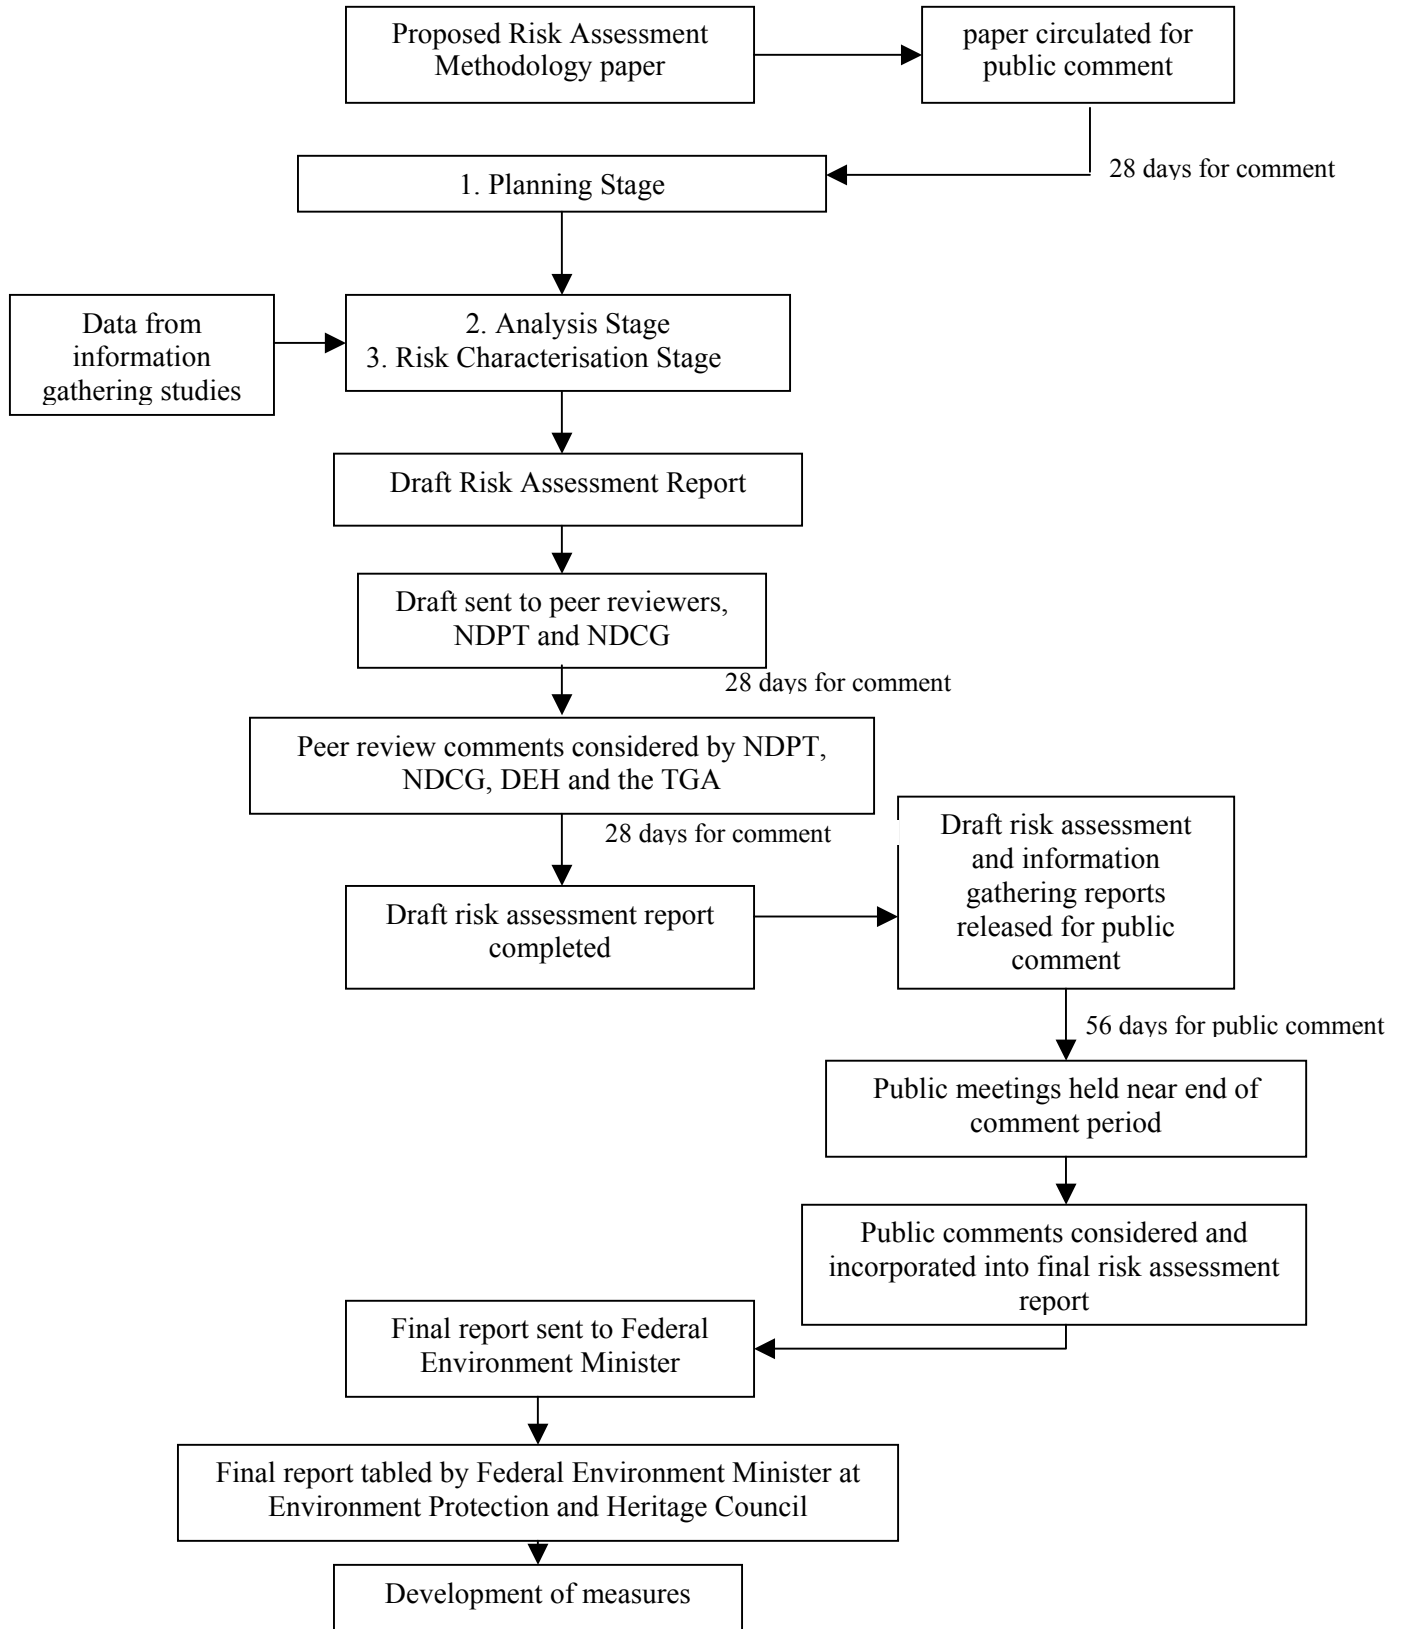 Proposed Risk Assessment
Methodology paper
paper circulated for
public comment
28 days for comment
1. Planning Stage
Data from
information
gathering studies
2. Analysis Stage
3. Risk Characterisation Stage
Draft Risk Assessment Report
Draft sent to peer reviewers,
NDPT and NDCG
28 days for comment
Peer review comments considered by NDPT,
NDCG, DEH and the TGA
28 days for comment
Draft risk assessment report
completed
Draft risk assessment
and information
gathering reports
released for public
comment
56 days for public comment
Public meetings held near end of
comment period
Public comments considered and
incorporated into final risk assessment
report
Final report sent to Federal
Environment Minister
Final report tabled by Federal Environment Minister at
Environment Protection and Heritage Council
Development of measures